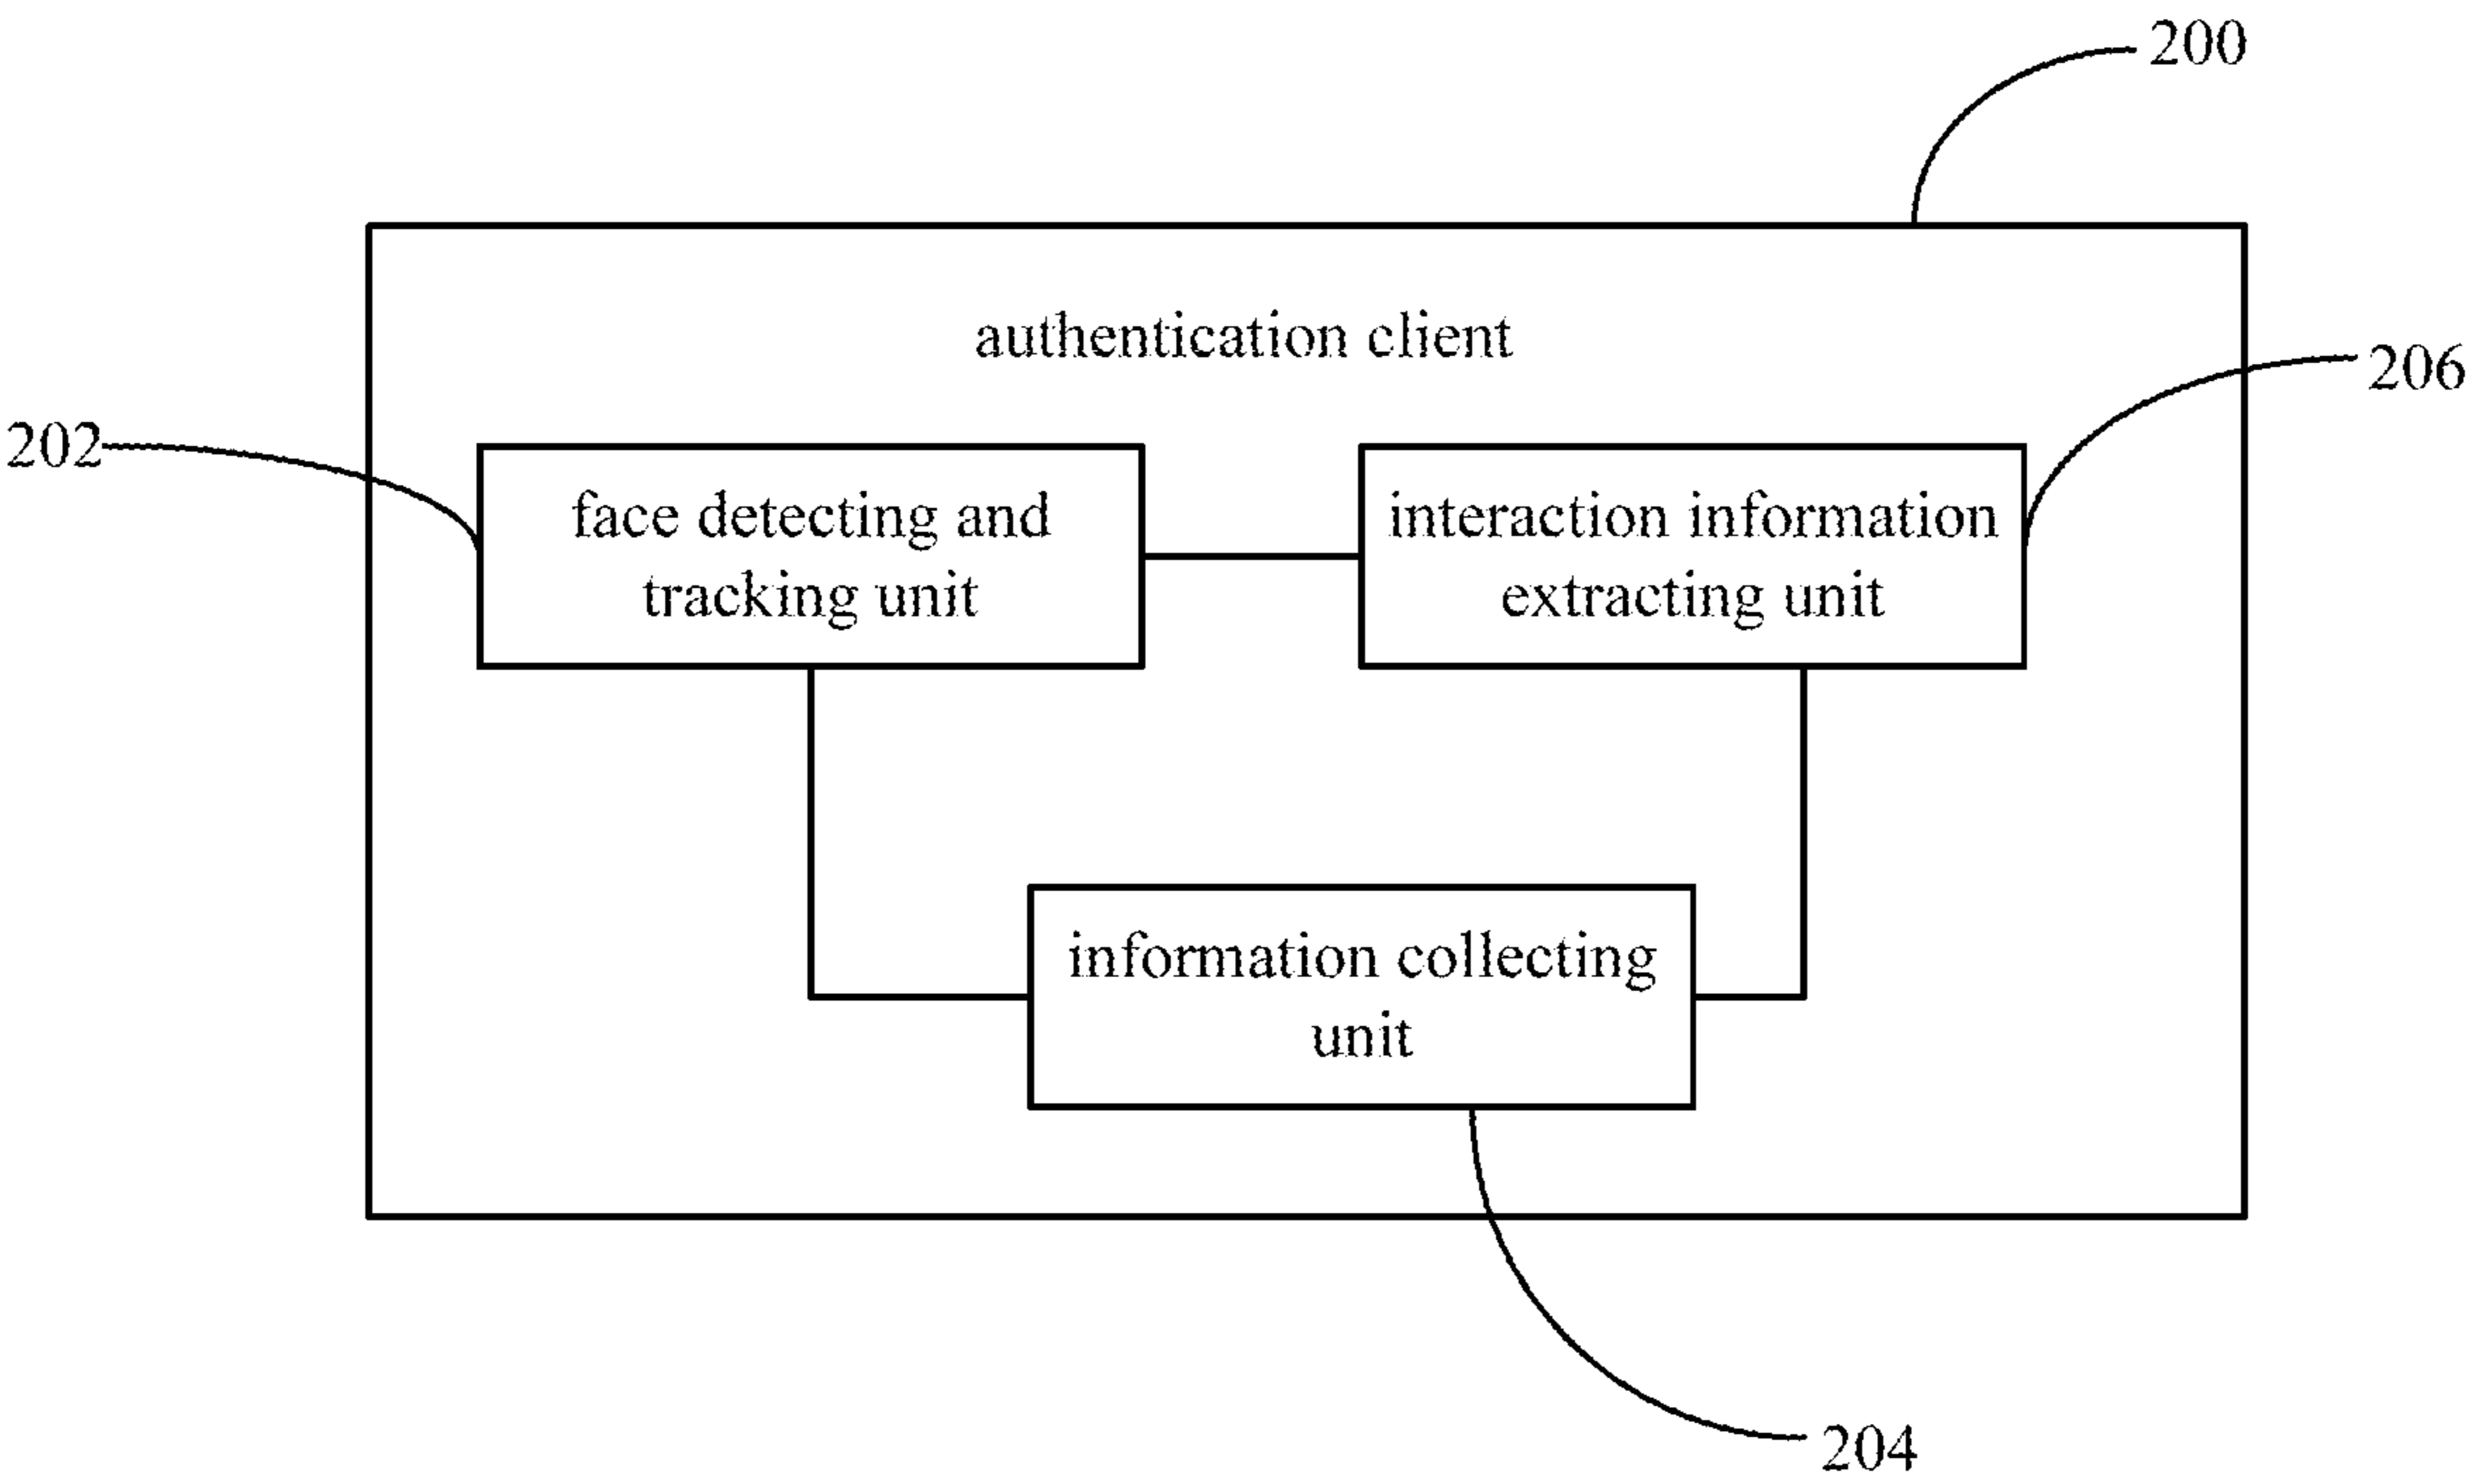 200
authentication client
206
202
face detecting and
tracking unit
interaction information
extracting unit
information collecting
unit
204